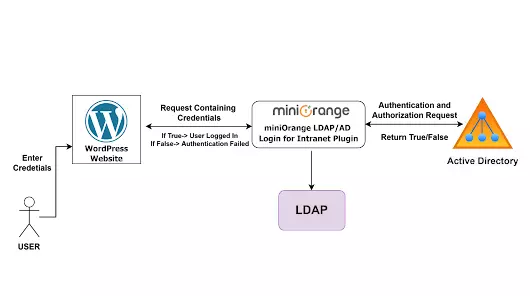 Enter
Credetials
USER
WordPress
Website
Request Containing
Credentials
If True-> User Logged In
If False-> Authentication Failed
miniOrange
miniOrange LDAP/AD
Login for Intranet Plugin
LDAP
Authentication and
Authorization Request
Return True/False
Active Directory